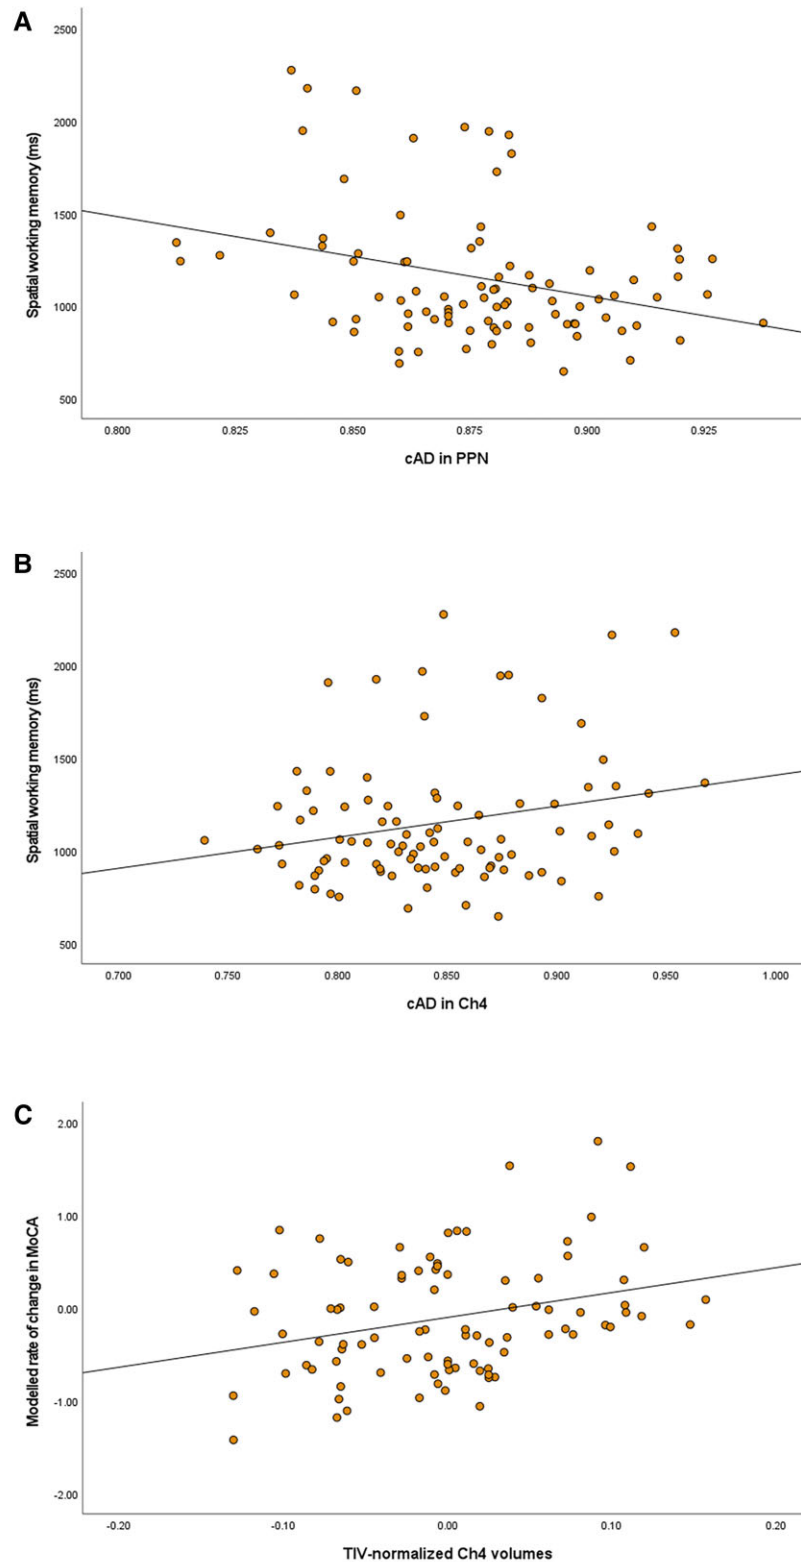 A
2500
2000
1500
1000
500
Spatial working memory (ms)
0.800 0.825 0.850 0.875 0.900 0.925
cAD in PPN
B
2500
2000
1500
1000
500
Spatial working memory (ms)
0.700 0.750 0.800 0.850 0.900 0.950 1.000
cAD in Ch4
C
2.00
1.00
0.00
-1.00
-2.00
Modelled rate of change in MoCA
-0.20 -0.10 0.00 0.10 0.20
TIV-normalized Ch4 volumes